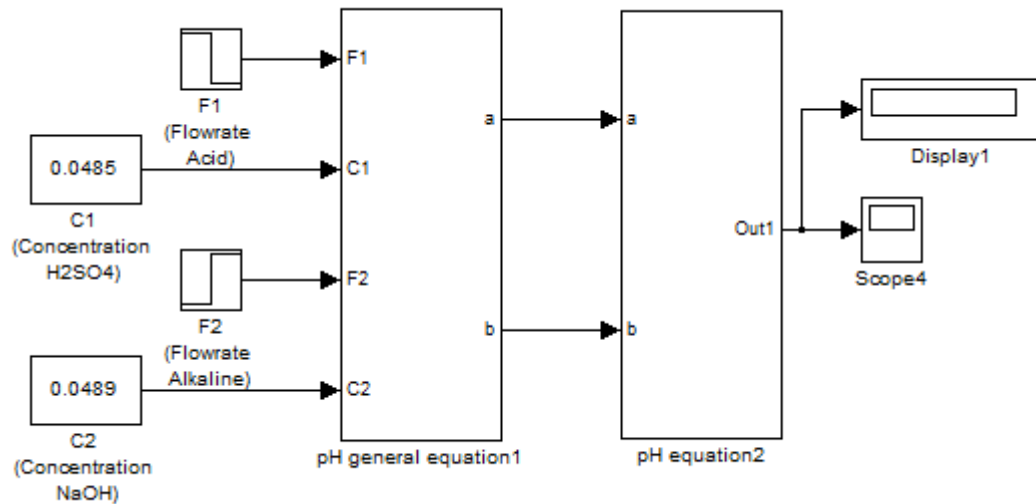 F1
(Flowrate
Acid)
0.0485
C1
(Concentration
H2SO4)
F2
(Flowrate
Alkaline)
0.0489
C2
(Concentration
NaOH)
F1
C1
F2
C2
a
b
pH general equation1
a
b
Out1
pH equation2
Display1
Scope4